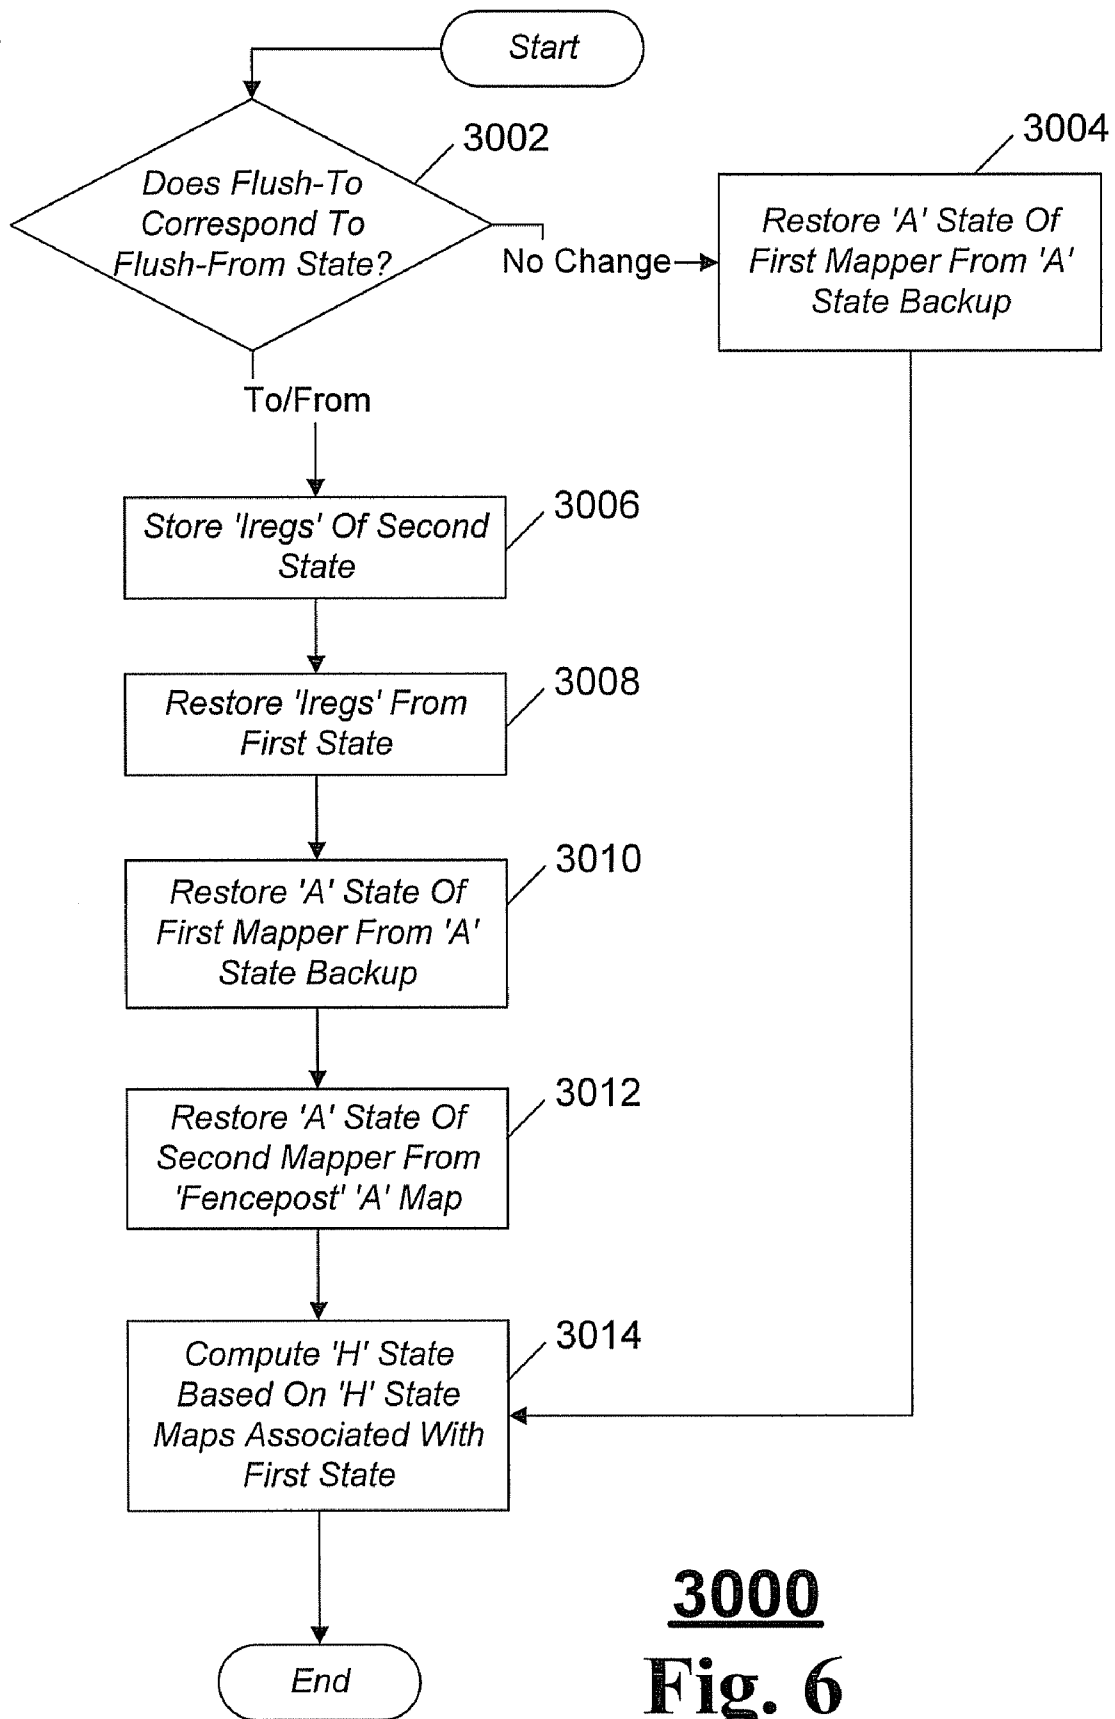 Start
3002
Does Flush-To
Correspond To
Flush-From State?
No Change
3004
Restore 'A' State Of
First Mapper From 'A'
State Backup
To/From
3006
Store 'Iregs' Of Second
State
3008
Restore 'Iregs' From
First State
3010
Restore 'A' State Of
First Mapper From 'A'
State Backup
3012
Restore 'A' State Of
Second Mapper From
'Fencepost' 'A' Map
3014
Compute 'H' State
Based On 'H' State
Maps Associated With
First State
End
3000
Fig. 6